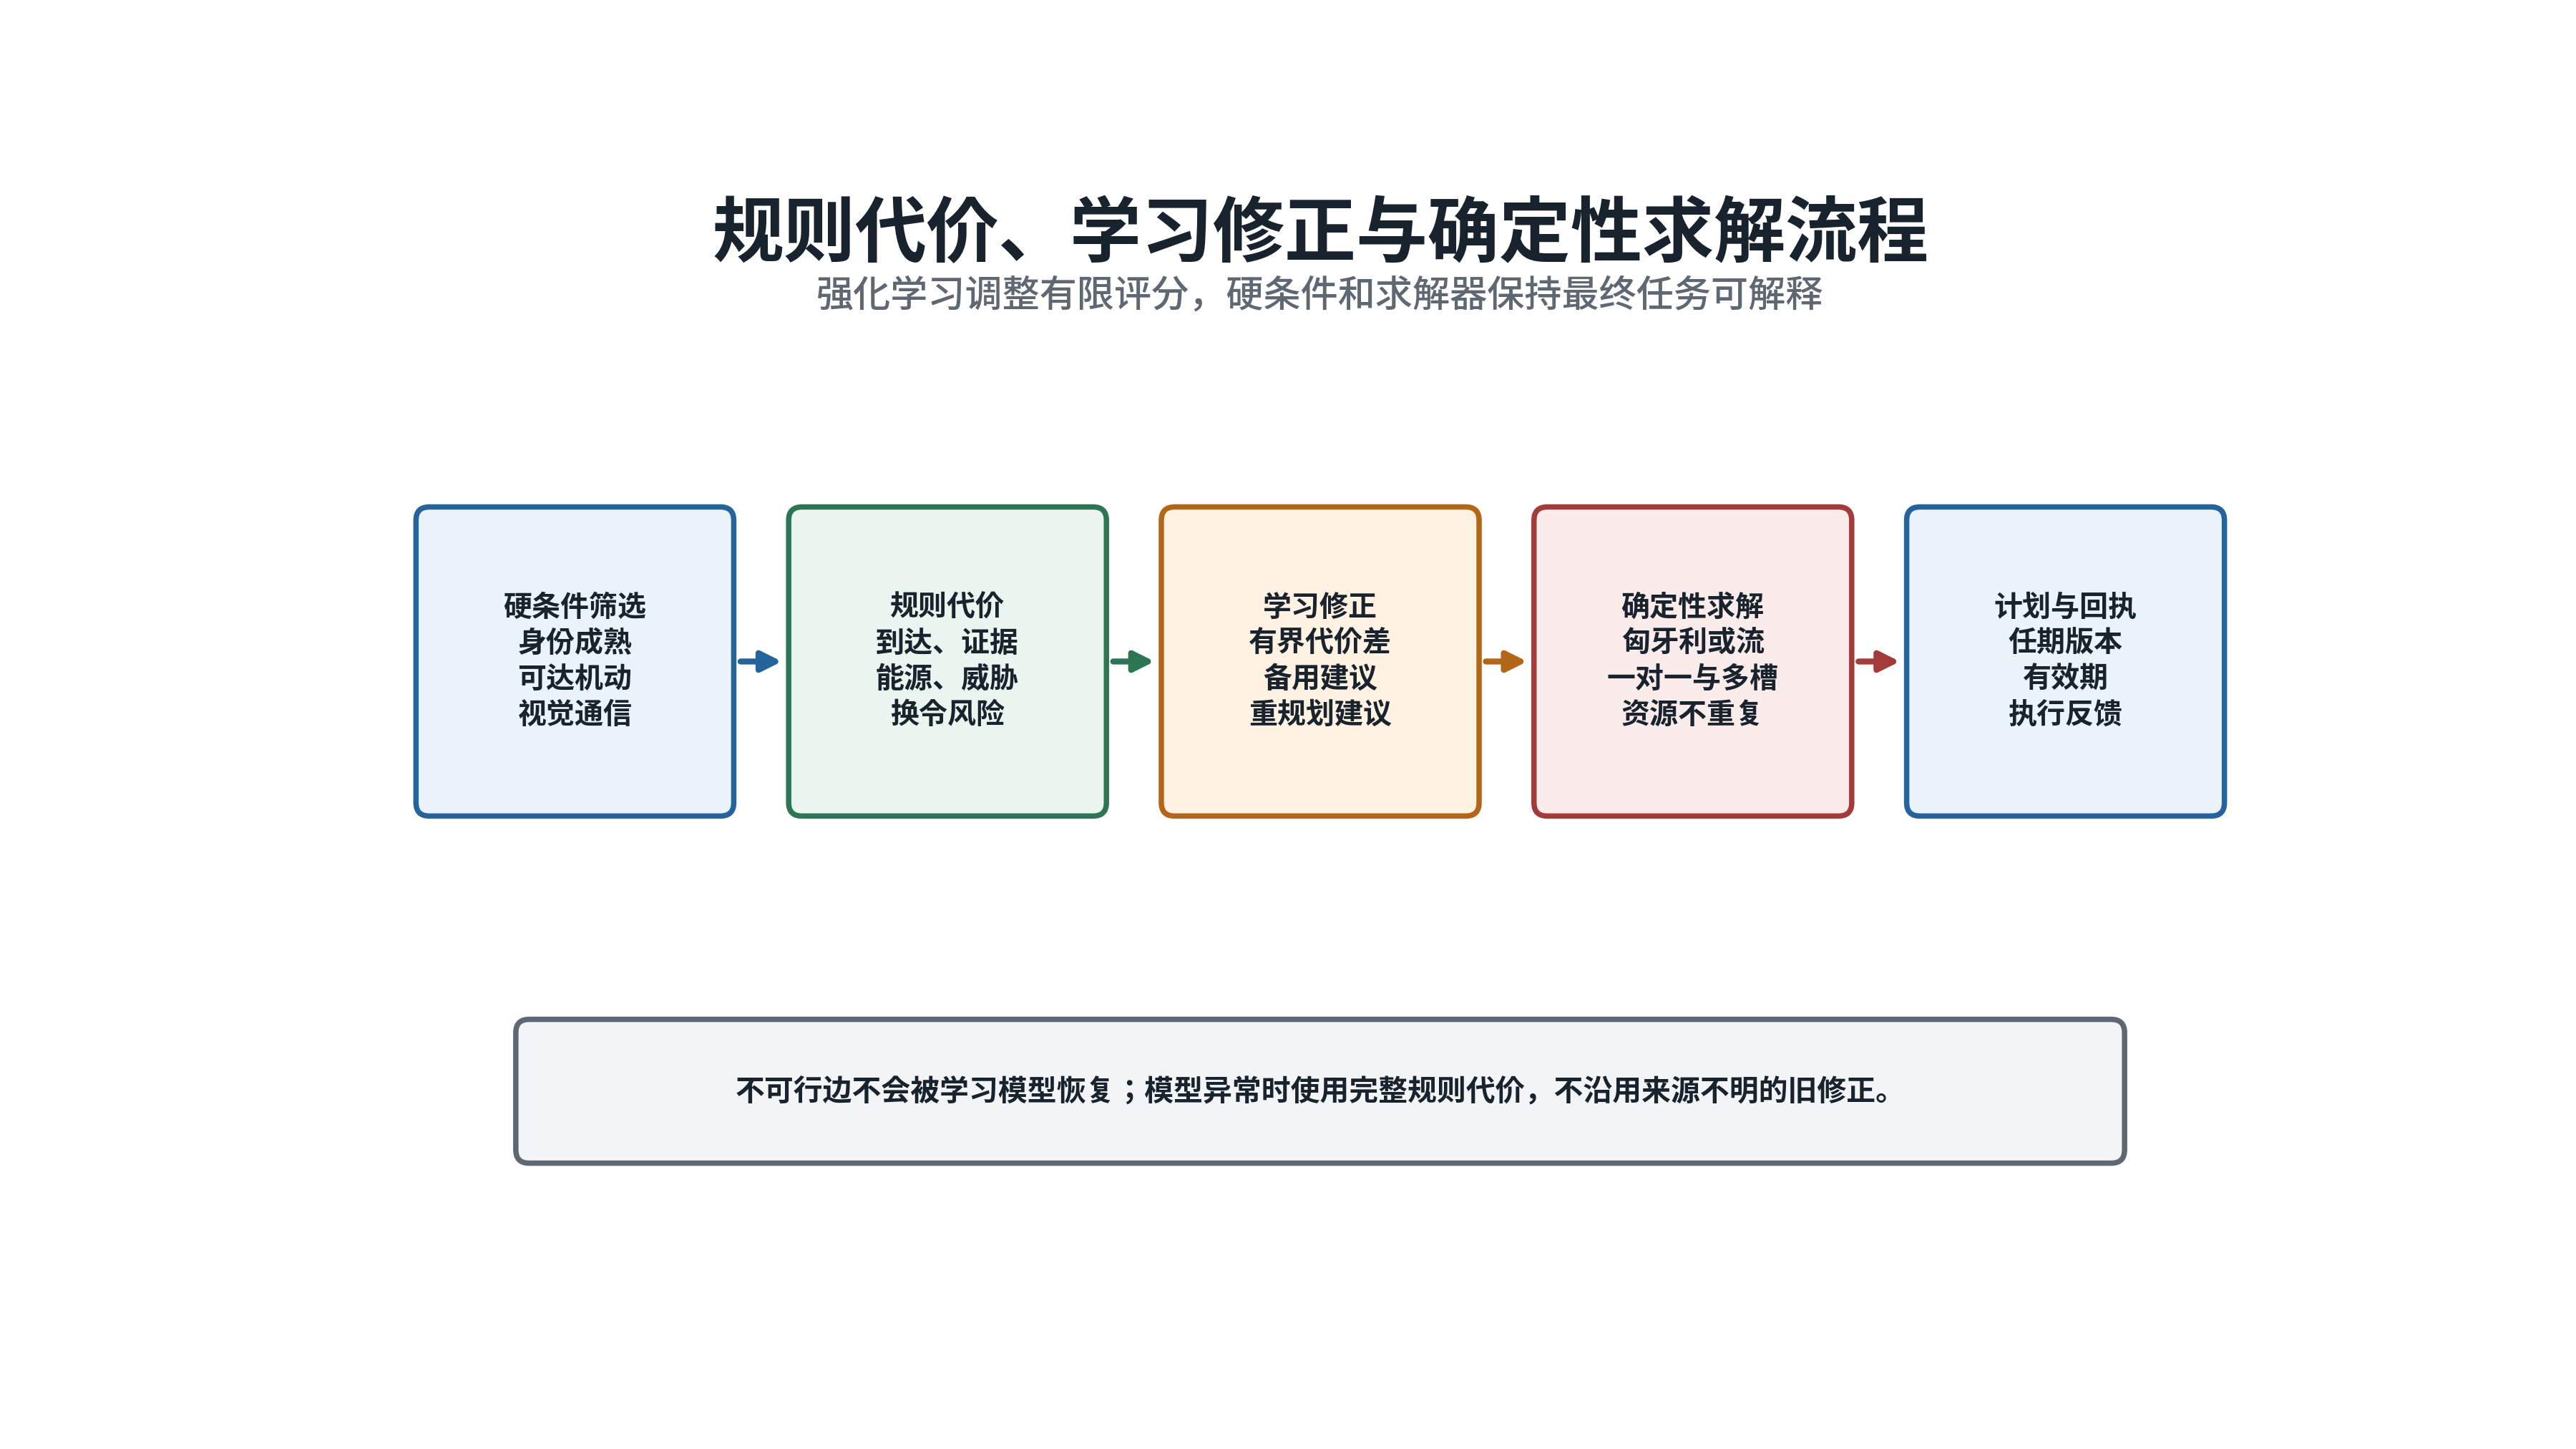 规则代价、学习修正与确定性求解流程
强化学习调整有限评分，硬条件和求解器保持最终任务可解释
硬条件筛选
身份成熟
可达机动
视觉通信
规则代价
到达、证据
能源、威胁
换令风险
学习修正
有界代价差
备用建议
重规划建议
确定性求解
匈牙利或流
一对一与多槽
资源不重复
计划与回执
任期版本
有效期
执行反馈
不可行边不会被学习模型恢复；模型异常时使用完整规则代价，不沿用来源不明的旧修正。